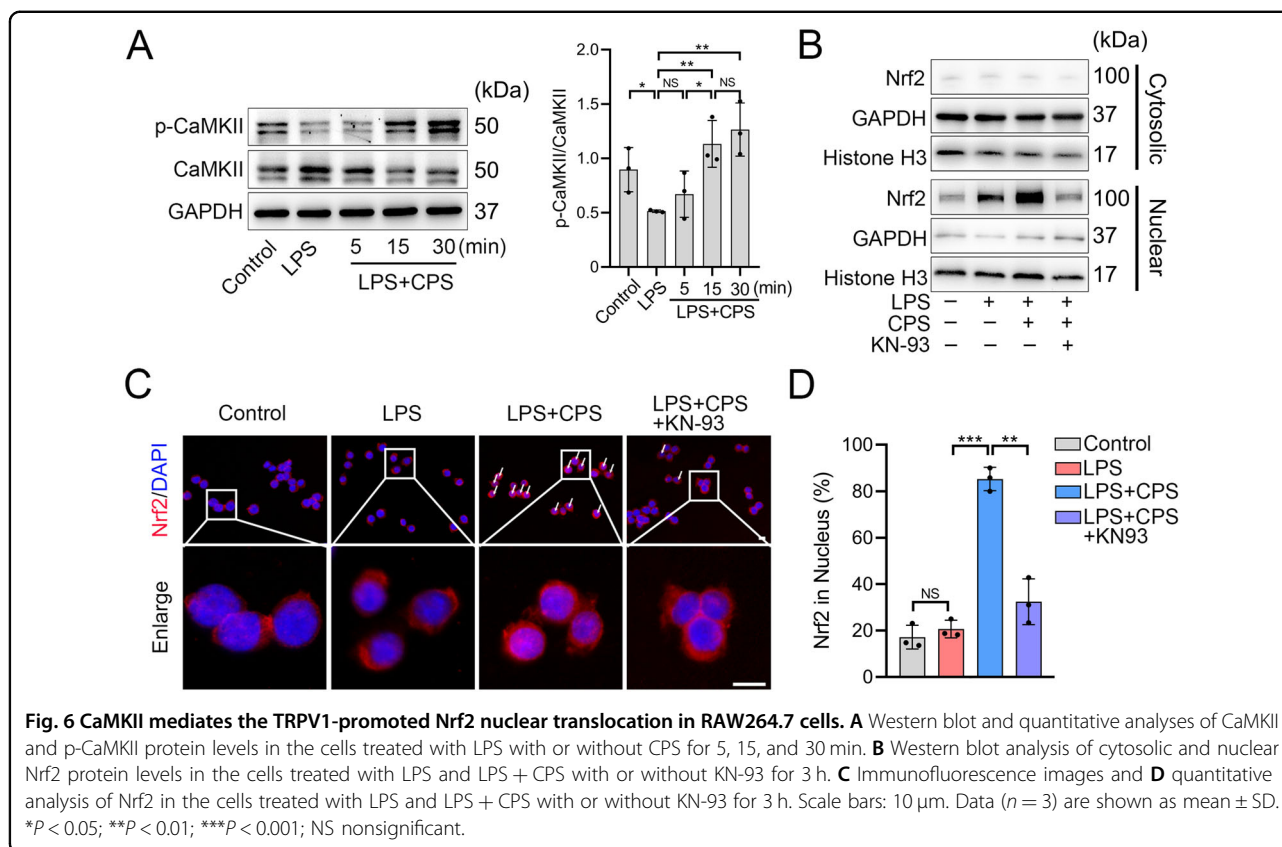 A
(kDa)
p-CaMKII
50
CaMKII
50
GAPDH
37
Control
LPS
5 15 30 (min)
LPS+CPS
p-CaMKII/CaMKII
2.0
1.5
1.0
0.5
0
**
**
* NS * NS
Control
LPS
5 15 30 (min)
LPS+CPS
B
(kDa)
Nrf2 100
GAPDH 37
Histone H3 17
Cytosolic
Nrf2 100
GAPDH 37
Histone H3 17
Nuclear
LPS − + + +
CPS − − + +
KN-93 − − − +
C
Control LPS LPS+CPS LPS+CPS
+KN-93
Nrf2/DAPI
Enlarge
D
Nrf2 in Nucleus (%)
100
80
60
40
20
0
NS
*** **
Control
LPS
LPS+CPS
LPS+CPS
+KN93
Fig. 6 CaMKII mediates the TRPV1-promoted Nrf2 nuclear translocation in RAW264.7 cells. A Western blot and quantitative analyses of CaMKII
and p-CaMKII protein levels in the cells treated with LPS with or without CPS for 5, 15, and 30 min. B Western blot analysis of cytosolic and nuclear
Nrf2 protein levels in the cells treated with LPS and LPS + CPS with or without KN-93 for 3 h. C Immunofluorescence images and D quantitative
analysis of Nrf2 in the cells treated with LPS and LPS + CPS with or without KN-93 for 3 h. Scale bars: 10 μm. Data (n = 3) are shown as mean ± SD.
*P < 0.05; **P < 0.01; ***P < 0.001; NS nonsignificant.